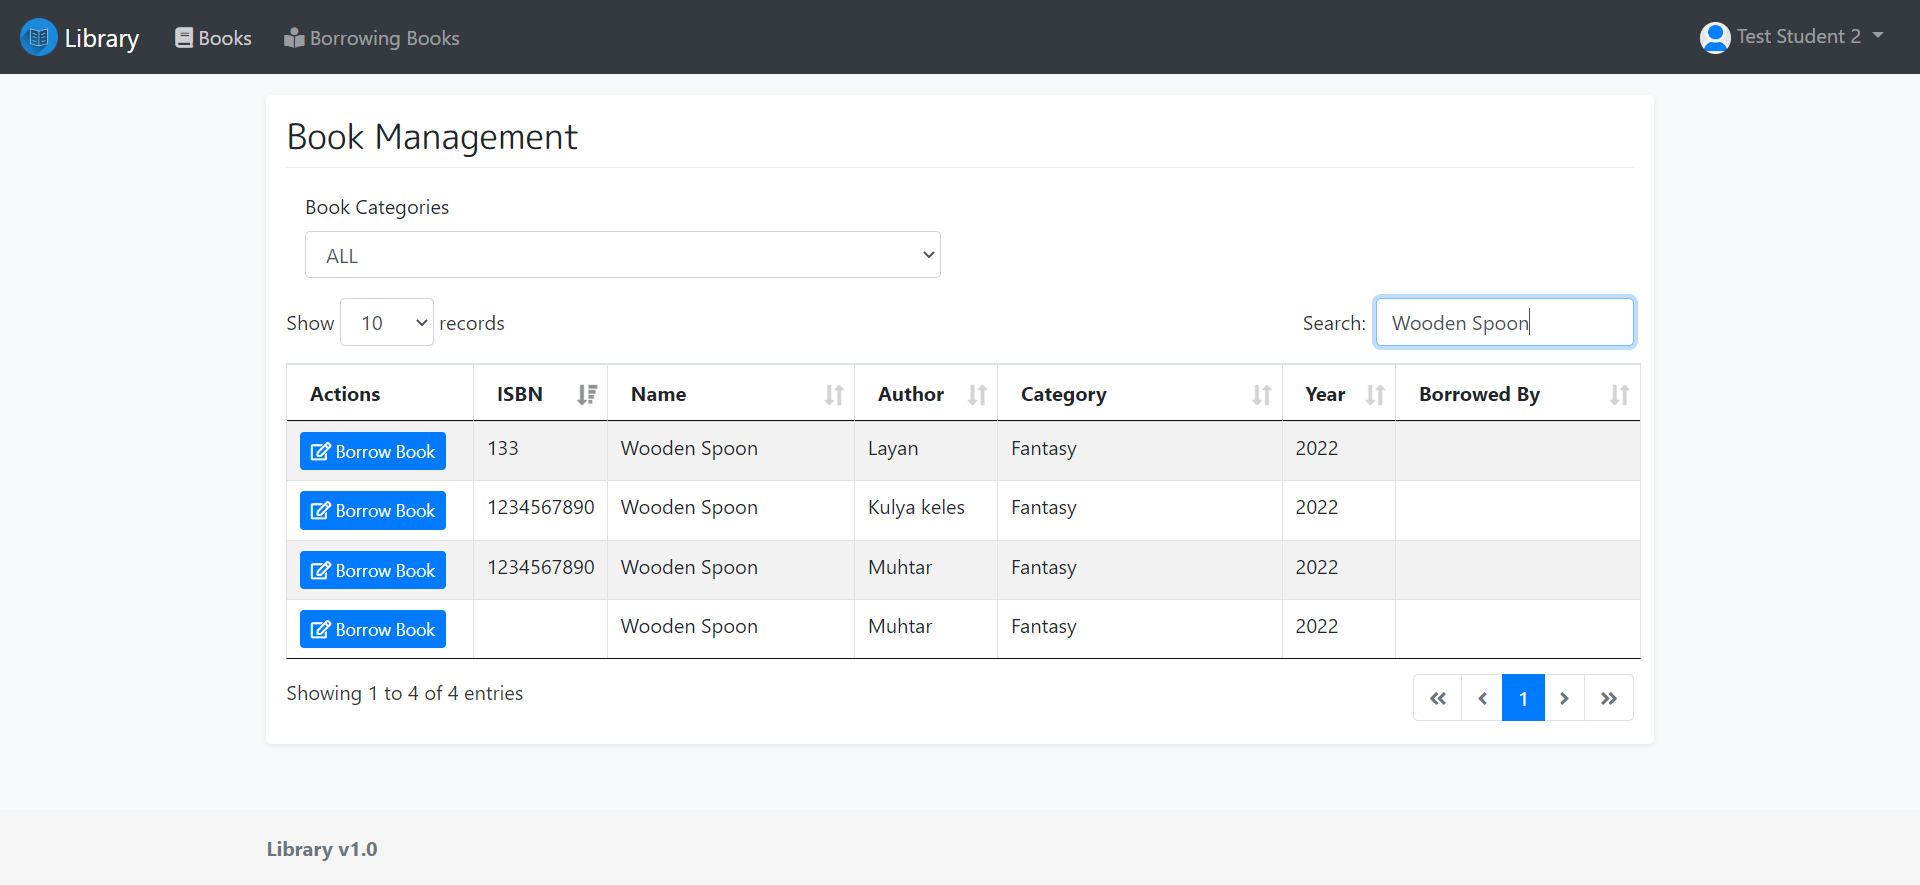 Library Books Borrowing Books Test Student 2
Book Management
Book Categories
ALL
Show 10 records Search: Wooden Spoon
Actions ISBN Name Author Category Year Borrowed By
Borrow Book 133 Wooden Spoon Layan Fantasy 2022
Borrow Book 1234567890 Wooden Spoon Kulya keles Fantasy 2022
Borrow Book 1234567890 Wooden Spoon Muhtar Fantasy 2022
Borrow Book Wooden Spoon Muhtar Fantasy 2022
Showing 1 to 4 of 4 entries « ‹ 1 › »
Library v1.0